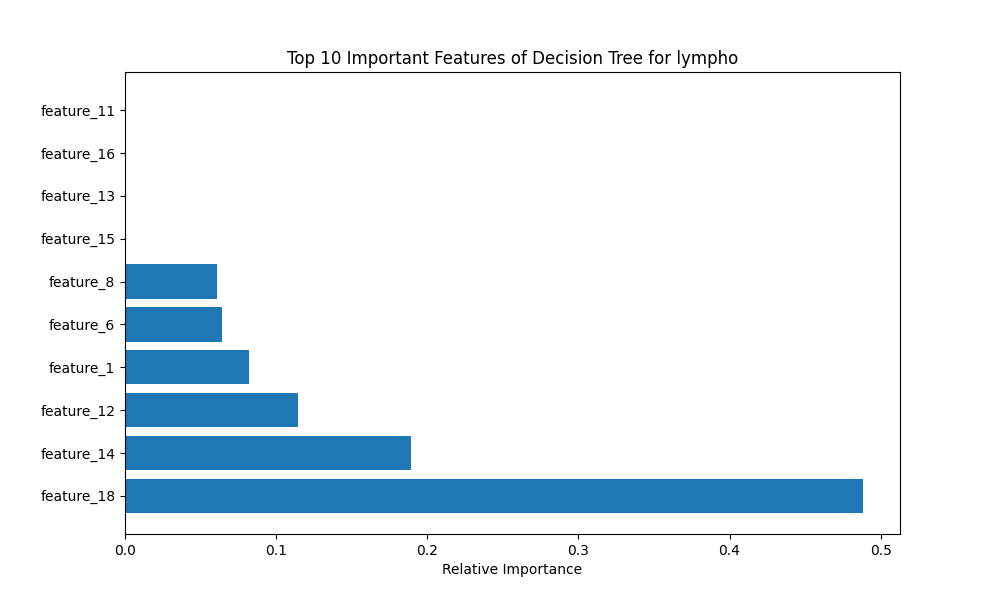 Top 10 Important Features of Decision Tree for lympho
feature_11
feature_16
feature_13
feature_15
feature_8
feature_6
feature_1
feature_12
feature_14
feature_18
0.0 0.1 0.2 0.3 0.4 0.5
Relative Importance